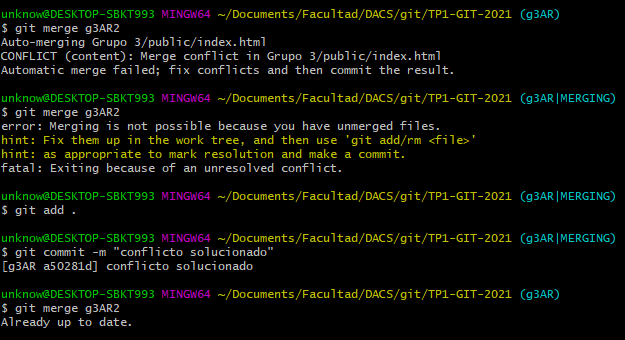 unknow@DESKTOP-SBKT993 MINGW64 ~/Documents/Facultad/DACS/git/TP1-GIT-2021 (g3AR)
$ git merge g3AR2
Auto-merging Grupo 3/public/index.html
CONFLICT (content): Merge conflict in Grupo 3/public/index.html
Automatic merge failed; fix conflicts and then commit the result.
unknow@DESKTOP-SBKT993 MINGW64 ~/Documents/Facultad/DACS/git/TP1-GIT-2021 (g3AR|MERGING)
$ git merge g3AR2
error: Merging is not possible because you have unmerged files.
hint: Fix them up in the work tree, and then use 'git add/rm <file>'
hint: as appropriate to mark resolution and make a commit.
fatal: Exiting because of an unresolved conflict.
unknow@DESKTOP-SBKT993 MINGW64 ~/Documents/Facultad/DACS/git/TP1-GIT-2021 (g3AR|MERGING)
$ git add .
unknow@DESKTOP-SBKT993 MINGW64 ~/Documents/Facultad/DACS/git/TP1-GIT-2021 (g3AR|MERGING)
$ git commit -m "conflicto solucionado"
[g3AR a50281d] conflicto solucionado
unknow@DESKTOP-SBKT993 MINGW64 ~/Documents/Facultad/DACS/git/TP1-GIT-2021 (g3AR)
$ git merge g3AR2
Already up to date.